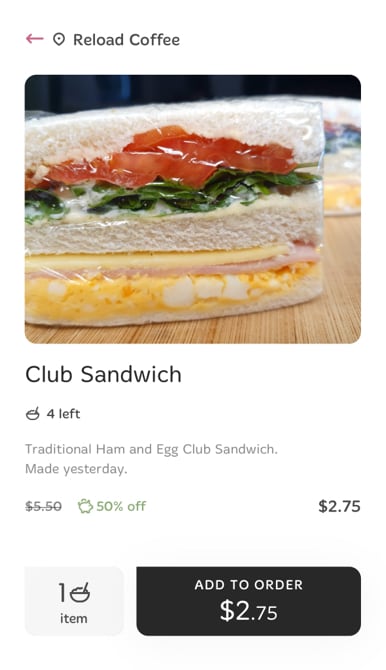 Reload Coffee
Club Sandwich
4 left
Traditional Ham and Egg Club Sandwich.
Made yesterday.
$5.50 50% off $2.75
1
item
ADD TO ORDER
$2.75